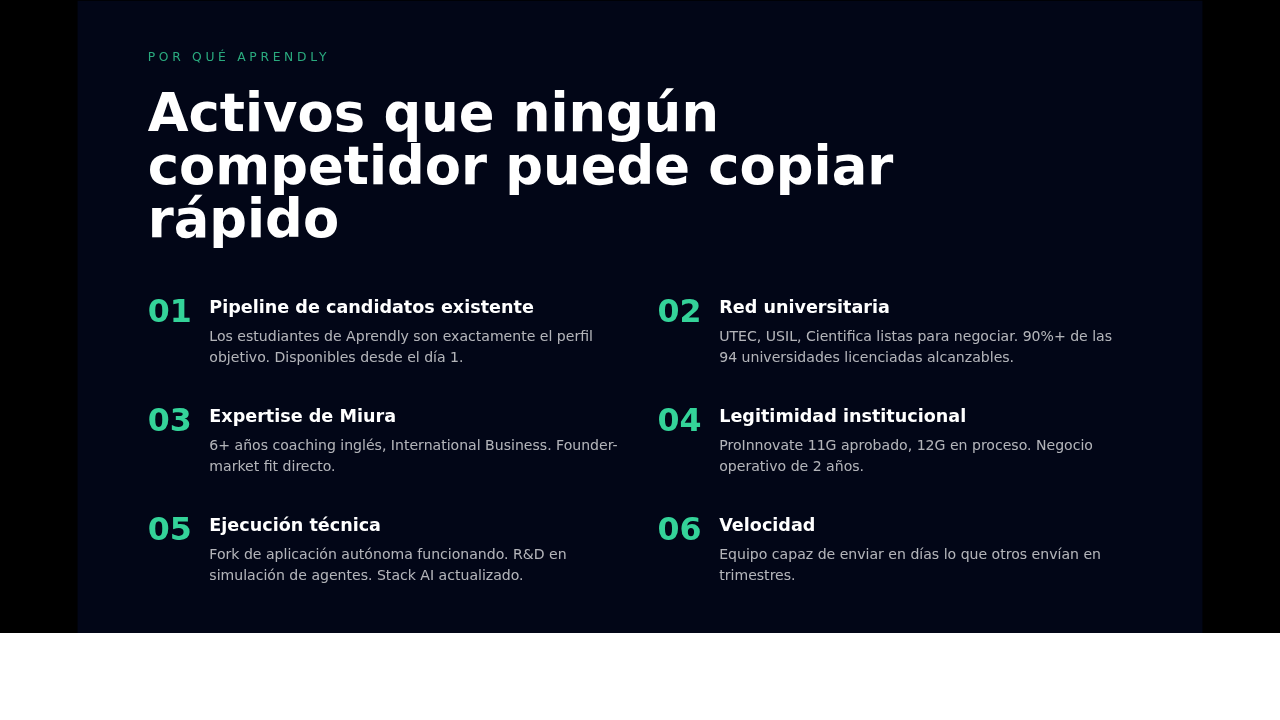 POR QUÉ APRENDLY
Activos que ningún
competidor puede copiar
rápido
01
Pipeline de candidatos existente
Los estudiantes de Aprendly son exactamente el perfil
objetivo. Disponibles desde el día 1.
02
Red universitaria
UTEC, USIL, Cientifica listas para negociar. 90%+ de las
94 universidades licenciadas alcanzables.
03
Expertise de Miura
6+ años coaching inglés, International Business. Founder-
market fit directo.
04
Legitimidad institucional
ProInnovate 11G aprobado, 12G en proceso. Negocio
operativo de 2 años.
05
Ejecución técnica
Fork de aplicación autónoma funcionando. R&D en
simulación de agentes. Stack AI actualizado.
06
Velocidad
Equipo capaz de enviar en días lo que otros envían en
trimestres.